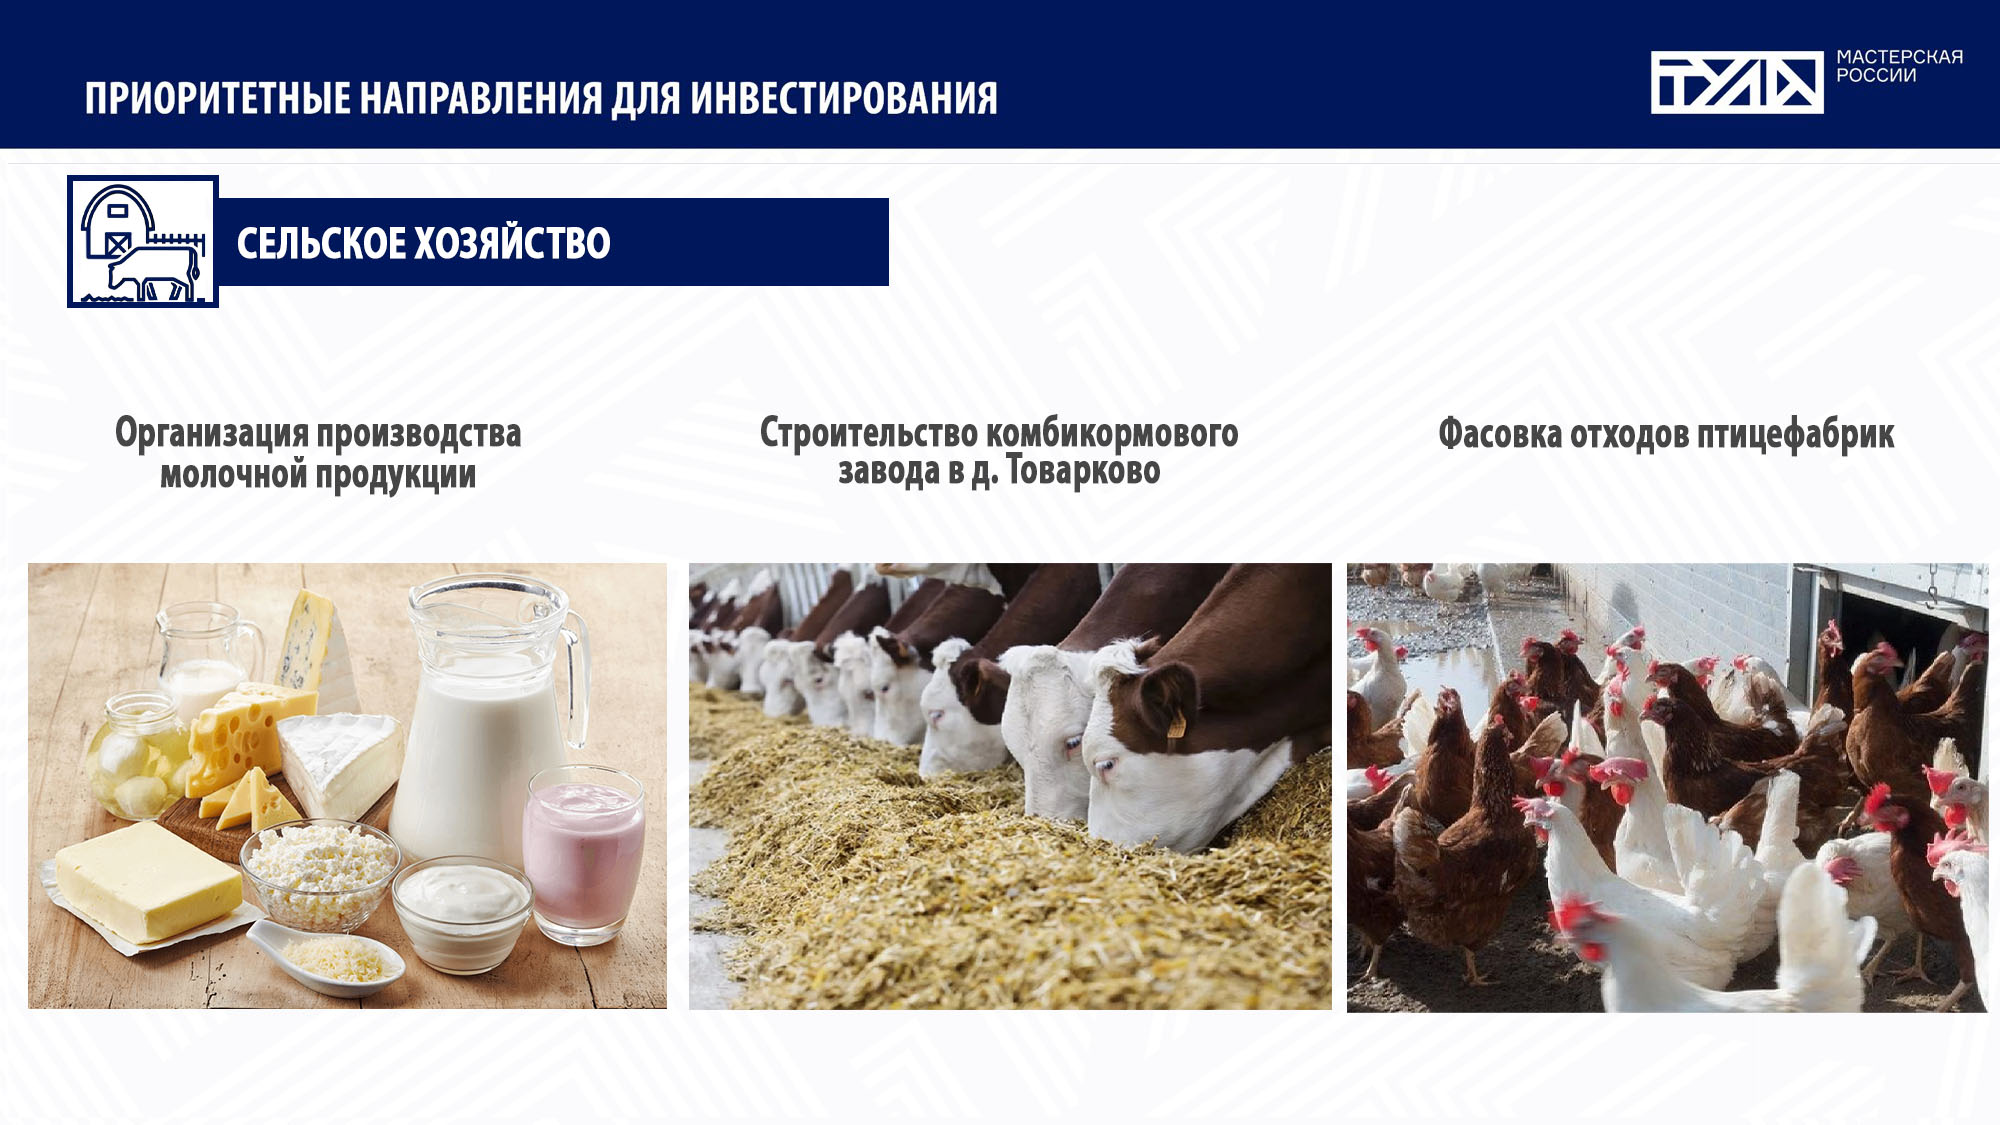 ПРИОРИТЕТНЫЕ НАПРАВЛЕНИЯ ДЛЯ ИНВЕСТИРОВАНИЯ
ТУЛА
МАСТЕРСКАЯ
РОССИИ
СЕЛЬСКОЕ ХОЗЯЙСТВО
Организация производства
молочной продукции
Строительство комбикормового
завода в д. Товарково
Фасовка отходов птицефабрик